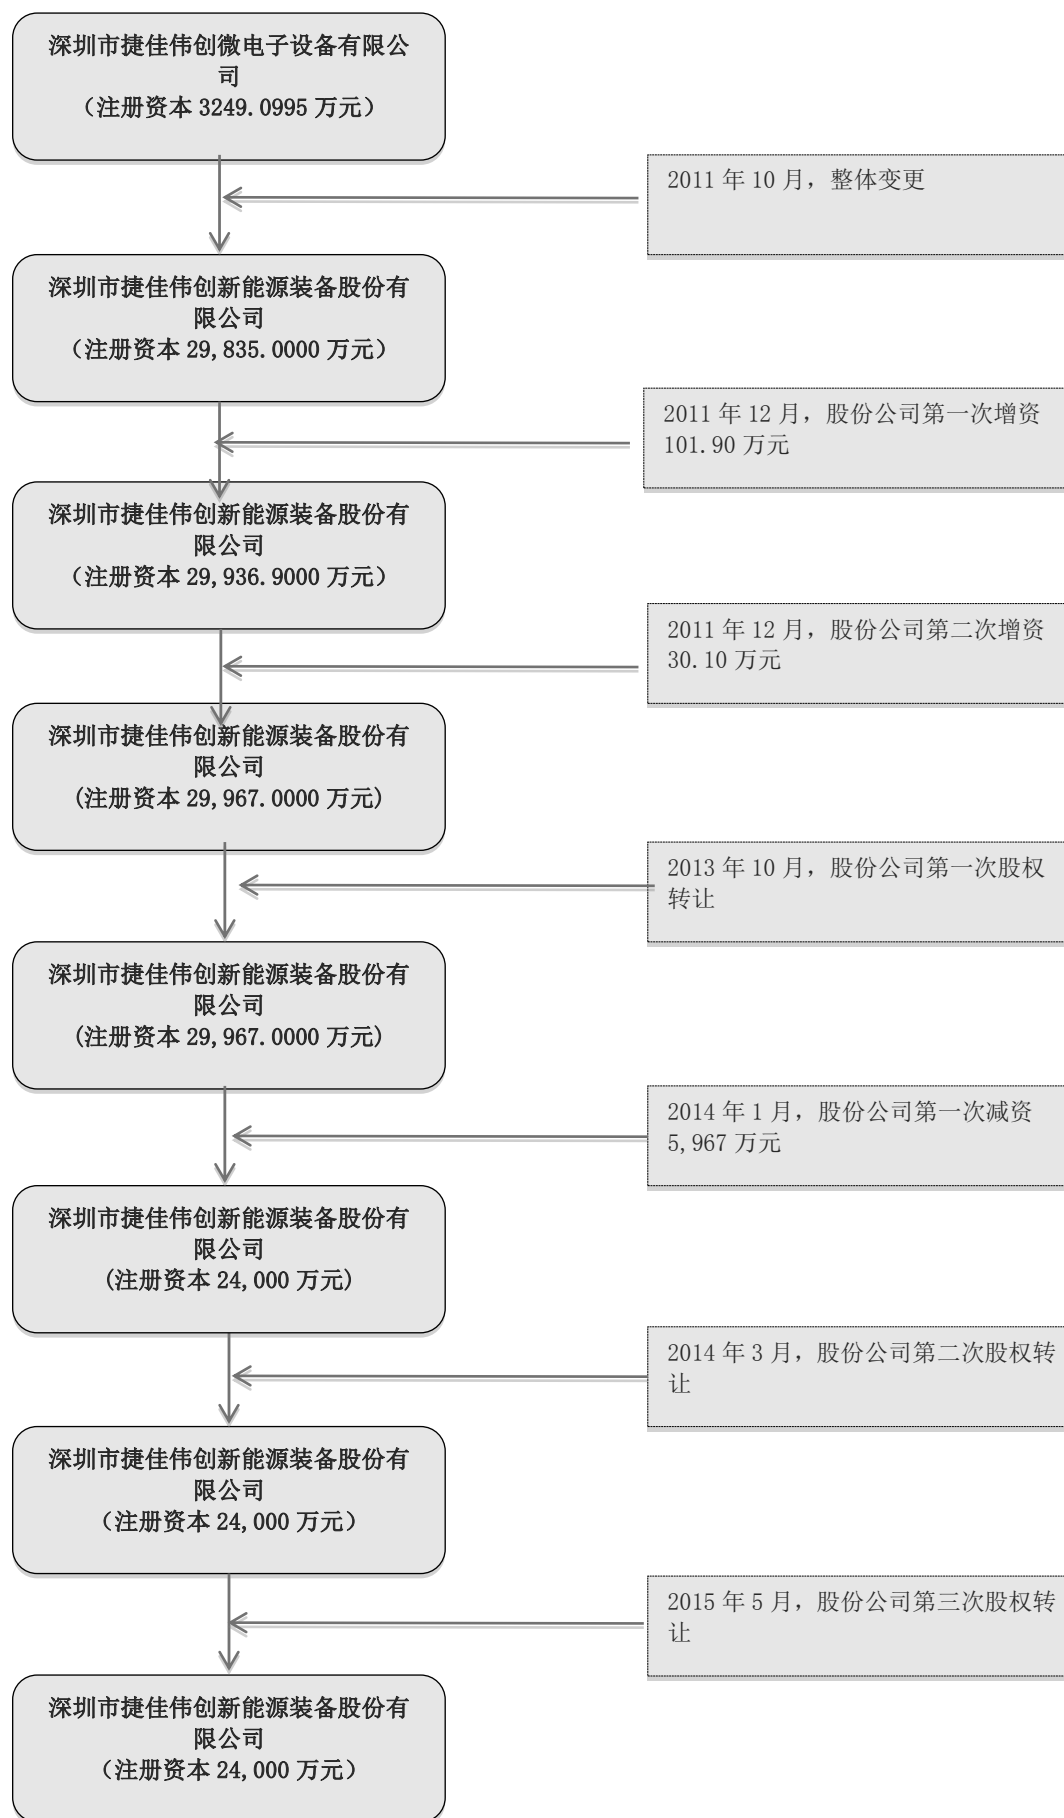 深圳市捷佳伟创微电子设备有限公
司
（注册资本 3249.0995 万元）
2011 年 10 月，整体变更
深圳市捷佳伟创新能源装备股份有
限公司
（注册资本 29,835.0000 万元）
2011 年 12 月，股份公司第一次增资
101.90 万元
深圳市捷佳伟创新能源装备股份有
限公司
（注册资本 29,936.9000 万元）
2011 年 12 月，股份公司第二次增资
30.10 万元
深圳市捷佳伟创新能源装备股份有
限公司
(注册资本 29,967.0000 万元)
2013 年 10 月，股份公司第一次股权
转让
深圳市捷佳伟创新能源装备股份有
限公司
(注册资本 29,967.0000 万元)
2014 年 1 月，股份公司第一次减资
5,967 万元
深圳市捷佳伟创新能源装备股份有
限公司
(注册资本 24,000 万元)
2014 年 3 月，股份公司第二次股权转
让
深圳市捷佳伟创新能源装备股份有
限公司
（注册资本 24,000 万元）
2015 年 5 月，股份公司第三次股权转
让
深圳市捷佳伟创新能源装备股份有
限公司
（注册资本 24,000 万元）